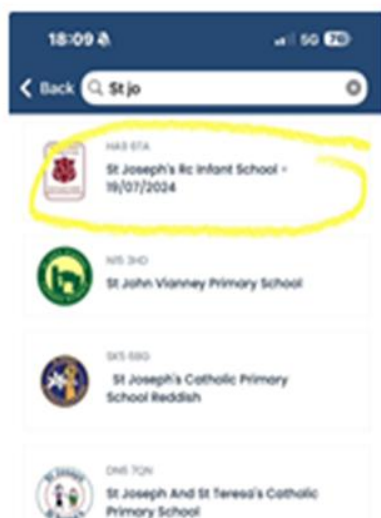 18:09
5G 76
Back St jo
HA9 6TA
St Joseph's Rc Infant School -
19/07/2024
N15 3HD
St John Vianney Primary School
SK5 6BG
St Joseph's Catholic Primary
School Reddish
DN6 7QN
St Joseph And St Teresa's Catholic
Primary School